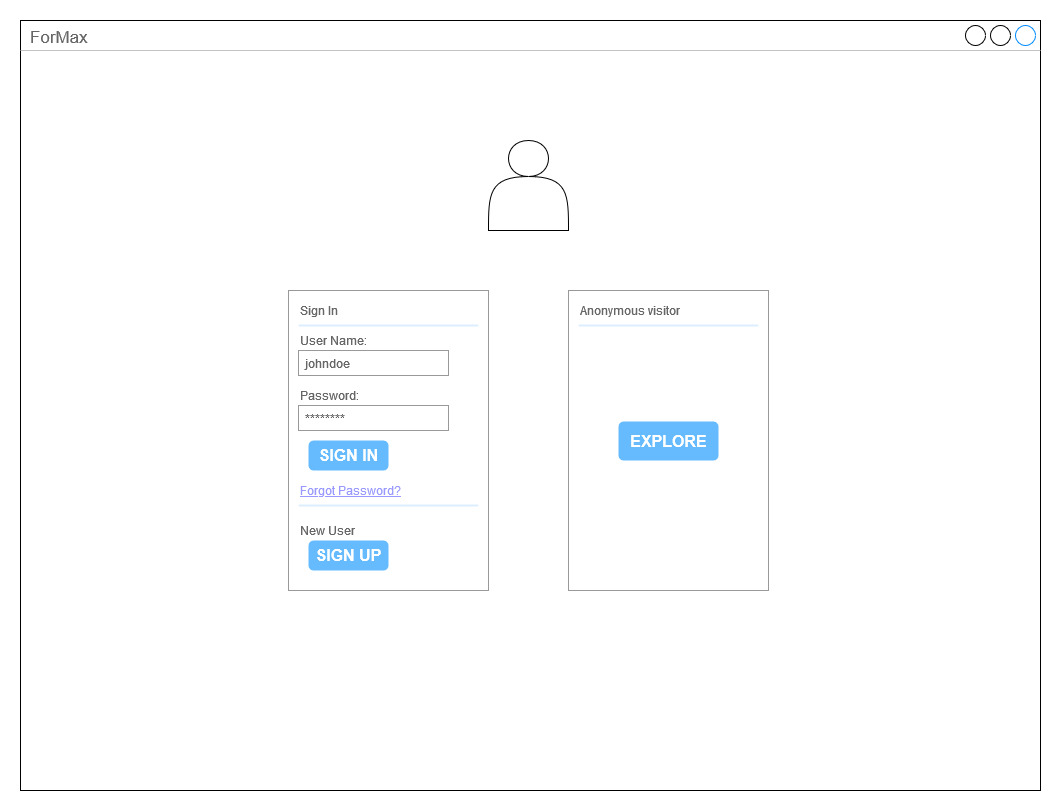 ForMax
Sign In
User Name:
johndoe
Password:
********
SIGN IN
Forgot Password?
New User
SIGN UP
Anonymous visitor
EXPLORE